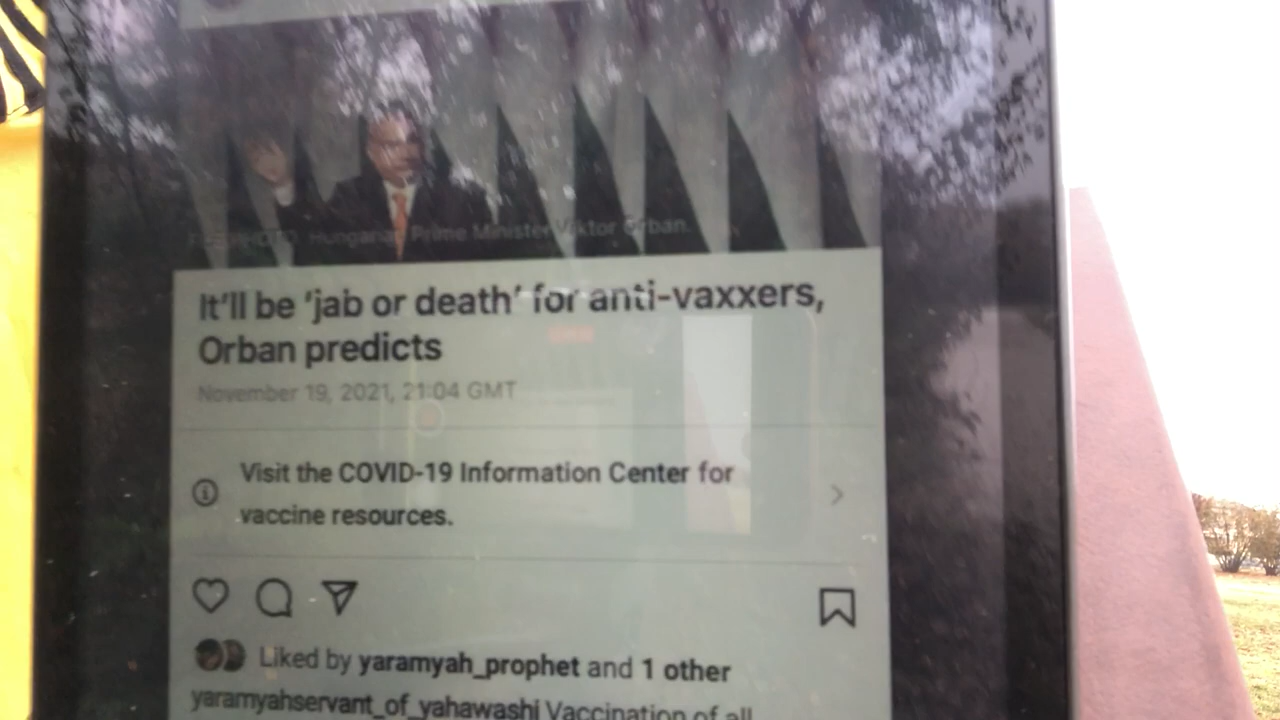 Hungarian Prime Minister Viktor Orban.
It'll be 'jab or death' for anti-vaxxers,
Orban predicts
November 19, 2021, 21:04 GMT
Visit the COVID-19 Information Center for
vaccine resources.
Liked by yaramyah_prophet and 1 other
yaramyahservant_of_yahawashi Vaccination of all